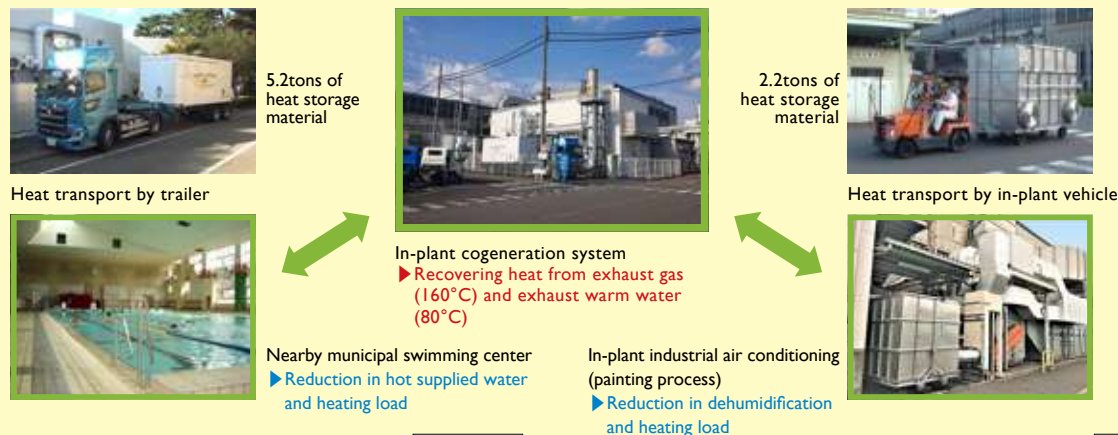 5.2tons of
heat storage
material
2.2tons of
heat storage
material
Heat transport by trailer
Heat transport by in-plant vehicle
In-plant cogeneration system
▶Recovering heat from exhaust gas
(160°C) and exhaust warm water
(80°C)
Nearby municipal swimming center
▶Reduction in hot supplied water
and heating load
In-plant industrial air conditioning
(painting process)
▶Reduction in dehumidification
and heating load